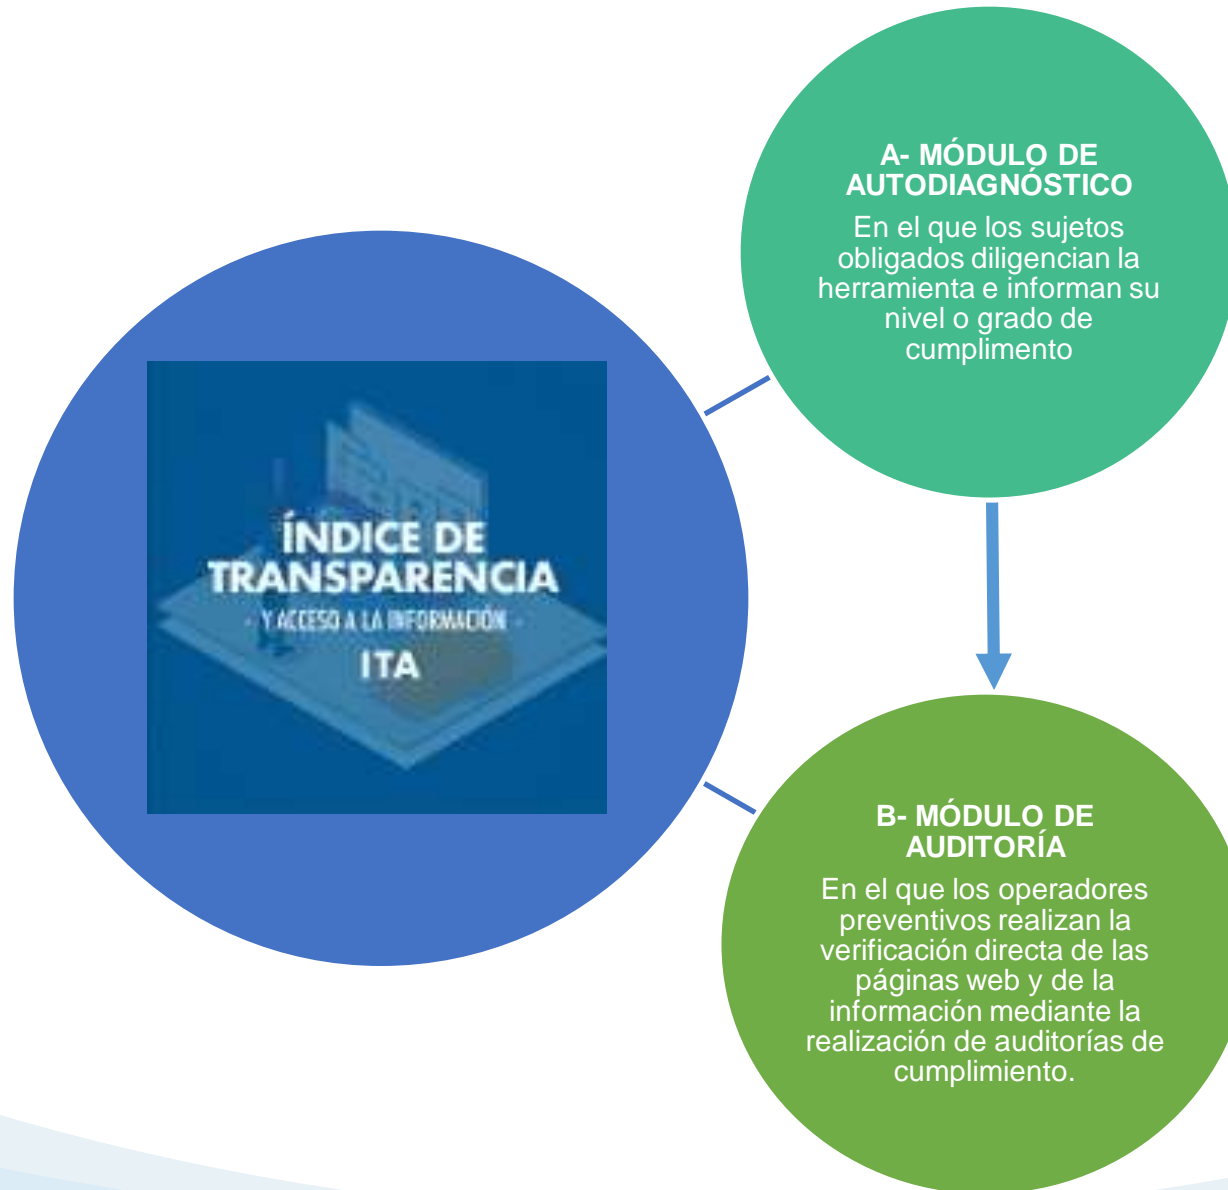 ÍNDICE DE
TRANSPARENCIA
- Y ACCESO A LA INFORMACIÓN -
ITA
A- MÓDULO DE
AUTODIAGNÓSTICO
En el que los sujetos
obligados diligencian la
herramienta e informan su
nivel o grado de
cumplimento
B- MÓDULO DE
AUDITORÍA
En el que los operadores
preventivos realizan la
verificación directa de las
páginas web y de la
información mediante la
realización de auditorías de
cumplimiento.